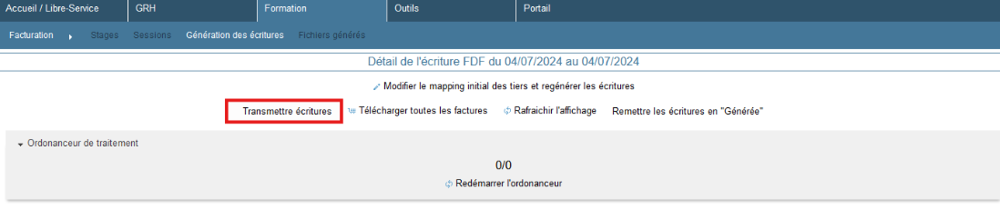 Accueil / Libre-Service GRH Formation Outils Portail
Facturation Stages Sessions Génération des écritures Fichiers générés
Détail de l'écriture FDF du 04/07/2024 au 04/07/2024
Modifier le mapping initial des tiers et regénérer les écritures
Transmettre écritures Télécharger toutes les factures Rafraichir l'affichage Remettre les écritures en "Générée"
Ordonanceur de traitement
0/0
Redémarrer l'ordonanceur